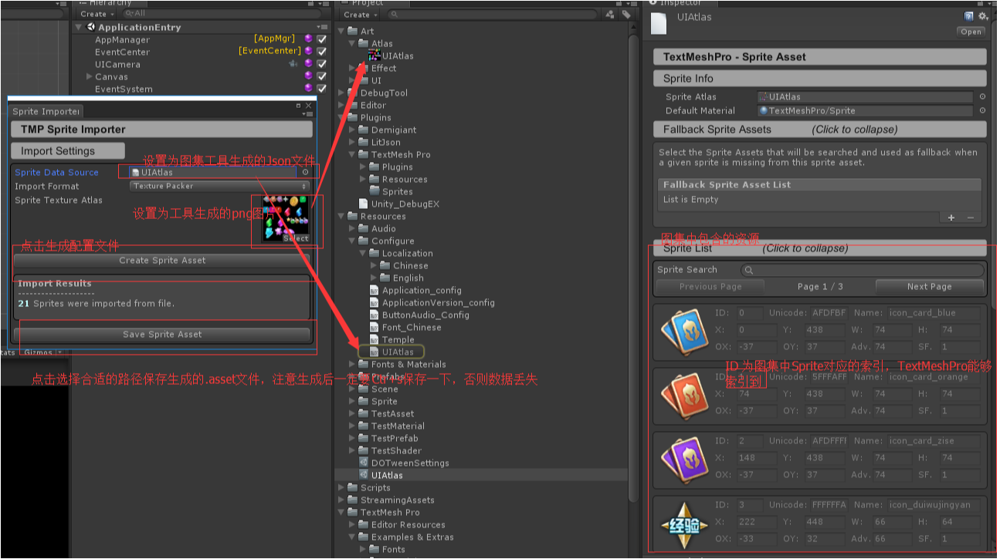 Hierarchy
Create
All
ApplicationEntry
AppManager
[AppMgr]
EventCenter
[EventCenter]
UICamera
Canvas
EventSystem
Sprite Importer
TMP Sprite Importer
Import Settings
设置为图集工具生成的Json文件
Sprite Data Source
UIAtlas
Import Format
Texture Packer
Sprite Texture Atlas
设置为工具生成的png图片
Select
点击生成配置文件
Create Sprite Asset
Import Results
--------------------
21 Sprites were imported from file.
Save Sprite Asset
Gizmos
点击选择合适的路径保存生成的.asset文件，注意生成后一定要Ctrl+s保存一下，否则数据丢失
Project
Create
Art
Atlas
UIAtlas
Effect
UI
DebugTool
Editor
Plugins
Demigiant
LitJson
TextMesh Pro
Plugins
Resources
Sprites
Unity_DebugEX
Resources
Audio
Configure
Localization
Chinese
English
Application_config
ApplicationVersion_config
ButtonAudio_Config
Font_Chinese
Temple
UIAtlas
Fonts & Materials
Prefabs
Scene
Sprite
TestAsset
TestMaterial
TestPrefab
TestShader
DOTweenSettings
UIAtlas
Scripts
StreamingAssets
TextMesh Pro
Editor Resources
Examples & Extras
Fonts
Inspector
UIAtlas
Open
TextMeshPro - Sprite Asset
Sprite Info
Sprite Atlas
UIAtlas
Default Material
TextMeshPro/Sprite
Fallback Sprite Assets (Click to collapse)
Select the Sprite Assets that will be searched and used as fallback when
a given sprite is missing from this sprite asset.
Fallback Sprite Asset List
List is Empty
图集中包含的资源
Sprite List (Click to collapse)
Sprite Search
Previous Page
Page 1 / 3
Next Page
ID: 0 Unicode: AFDFBF Name: icon_card_blue
X: 0 Y: 438 W: 74 H: 74
OX: -37 OY: 37 Adv. 74 SF. 1
ID 为图集中Sprite对应的索引，TextMeshPro能够
索引到
ID: 1 Unicode: 5FFFAFF Name: icon_card_orange
X: 74 Y: 438 W: 74 H: 74
OX: -37 OY: 37 Adv. 74 SF. 1
ID: 2 Unicode: AFDFFFF Name: icon_card_zise
X: 148 Y: 438 W: 74 H: 74
OX: -37 OY: 37 Adv. 74 SF. 1
经验
ID: 3 Unicode: FFFFFFA Name: icon_duiwujingyan
X: 222 Y: 448 W: 66 H: 64
OX: -33 OY: 32 Adv. 66 SF. 1